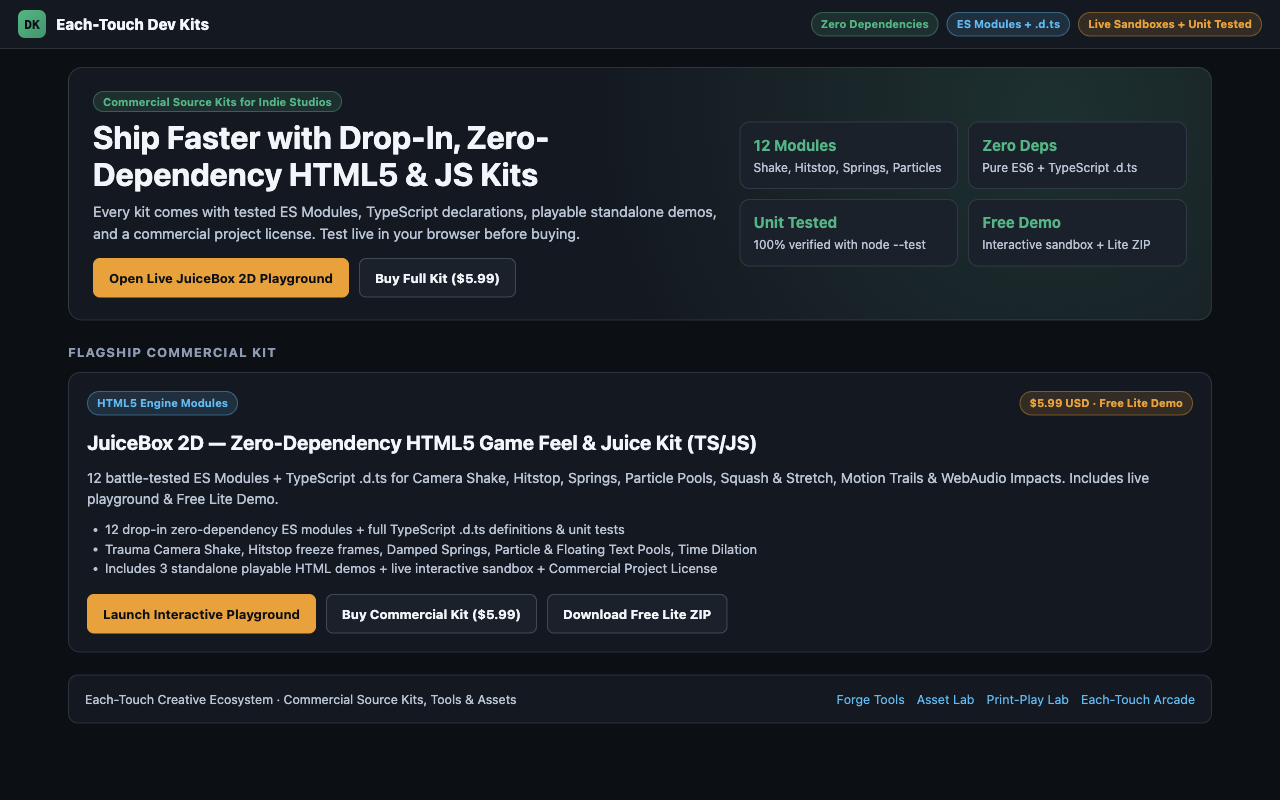 DK
Each-Touch Dev Kits
Zero Dependencies
ES Modules + .d.ts
Live Sandboxes + Unit Tested
Commercial Source Kits for Indie Studios
Ship Faster with Drop-In, Zero-
Dependency HTML5 & JS Kits
Every kit comes with tested ES Modules, TypeScript declarations, playable standalone demos,
and a commercial project license. Test live in your browser before buying.
Open Live JuiceBox 2D Playground
Buy Full Kit ($5.99)
12 Modules
Shake, Hitstop, Springs, Particles
Zero Deps
Pure ES6 + TypeScript .d.ts
Unit Tested
100% verified with node --test
Free Demo
Interactive sandbox + Lite ZIP
FLAGSHIP COMMERCIAL KIT
HTML5 Engine Modules
$5.99 USD · Free Lite Demo
JuiceBox 2D — Zero-Dependency HTML5 Game Feel & Juice Kit (TS/JS)
12 battle-tested ES Modules + TypeScript .d.ts for Camera Shake, Hitstop, Springs, Particle Pools, Squash & Stretch, Motion Trails & WebAudio Impacts. Includes live
playground & Free Lite Demo.
• 12 drop-in zero-dependency ES modules + full TypeScript .d.ts definitions & unit tests
• Trauma Camera Shake, Hitstop freeze frames, Damped Springs, Particle & Floating Text Pools, Time Dilation
• Includes 3 standalone playable HTML demos + live interactive sandbox + Commercial Project License
Launch Interactive Playground
Buy Commercial Kit ($5.99)
Download Free Lite ZIP
Each-Touch Creative Ecosystem · Commercial Source Kits, Tools & Assets
Forge Tools
Asset Lab
Print-Play Lab
Each-Touch Arcade